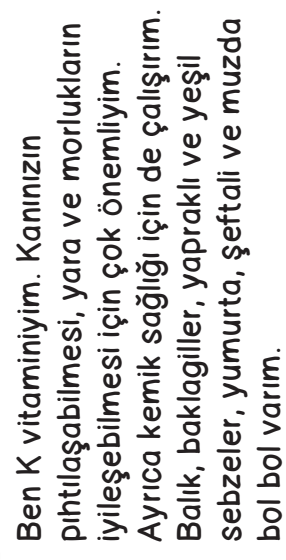 Ben K vitaminiyim. Kanınızın
pıhtılaşabilmesi, yara ve morlukların
iyileşebilmesi için çok önemliyim.
Ayrıca kemik sağlığı için de çalışırım.
Balık, baklagiller, yapraklı ve yeşil
sebzeler, yumurta, şeftali ve muzda
bol bol varım.